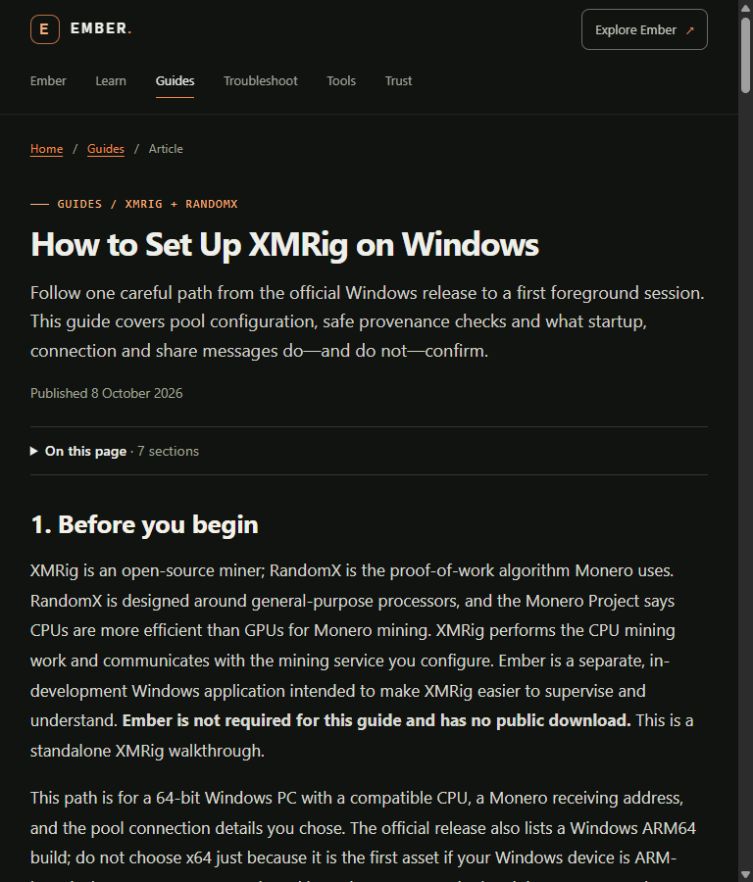 E EMBER.
Explore Ember ↗
Ember Learn Guides Troubleshoot Tools Trust
Home / Guides / Article
GUIDES / XMRIG + RANDOMX
How to Set Up XMRig on Windows
Follow one careful path from the official Windows release to a first foreground session.
This guide covers pool configuration, safe provenance checks and what startup,
connection and share messages do—and do not—confirm.
Published 8 October 2026
On this page · 7 sections
1. Before you begin
XMRig is an open-source miner; RandomX is the proof-of-work algorithm Monero uses.
RandomX is designed around general-purpose processors, and the Monero Project says
CPUs are more efficient than GPUs for Monero mining. XMRig performs the CPU mining
work and communicates with the mining service you configure. Ember is a separate, in-
development Windows application intended to make XMRig easier to supervise and
understand. Ember is not required for this guide and has no public download. This is a
standalone XMRig walkthrough.
This path is for a 64-bit Windows PC with a compatible CPU, a Monero receiving address,
and the pool connection details you chose. The official release also lists a Windows ARM64
build; do not choose x64 just because it is the first asset if your Windows device is ARM-